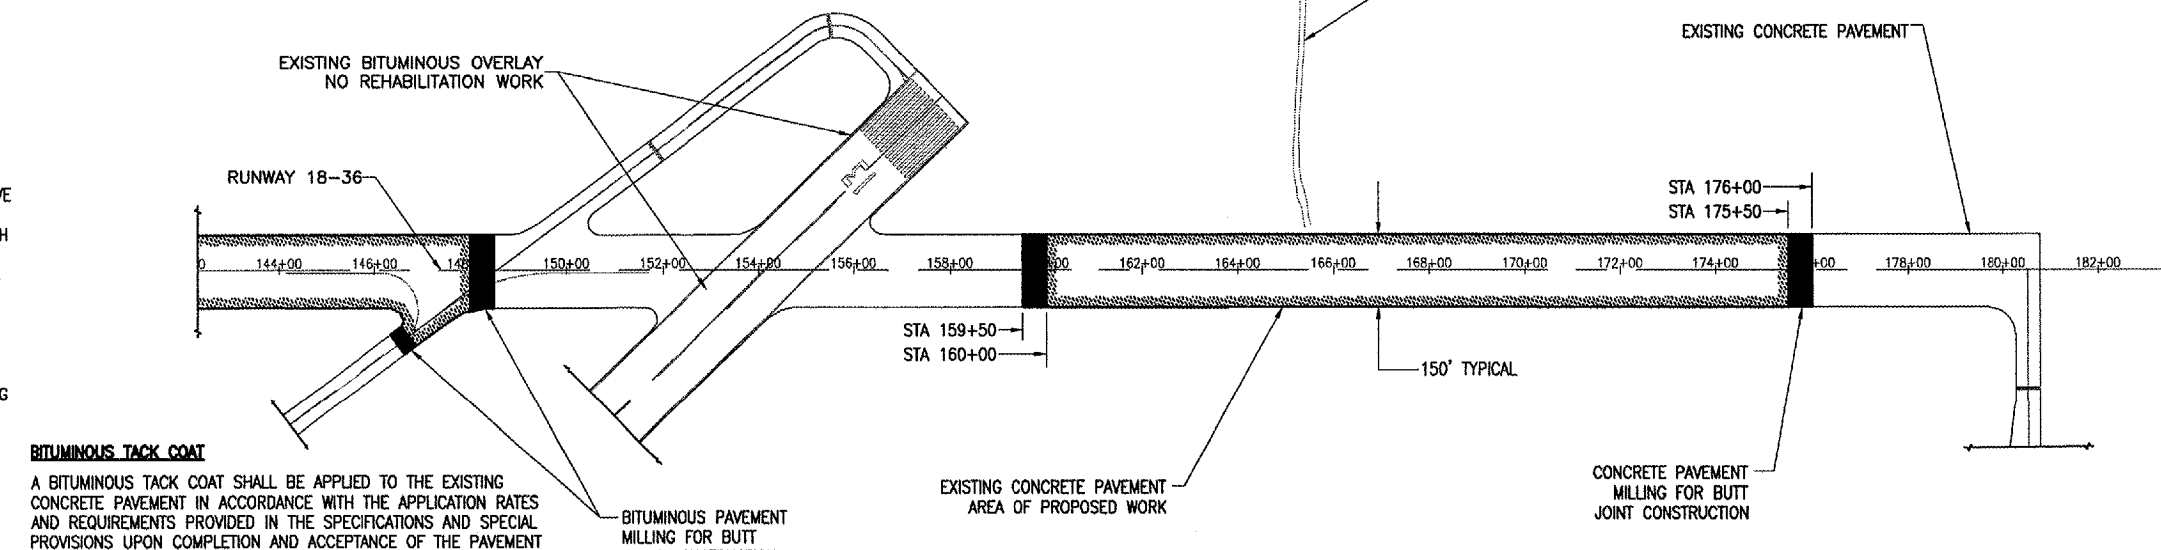 EXISTING CONCRETE PAVEMENT
EXISTING BITUMINOUS OVERLAY
NO REHABILITATION WORK
RUNWAY 18-36
STA 176+00
STA 175+50
144+00
146+00
150+00
152+00
154+00
156+00
158+00
162+00
164+00
166+00
168+00
170+00
172+00
174+00
178+00
180+00
182+00
STA 159+50
STA 160+00
150' TYPICAL
BITUMINOUS TACK COAT
A BITUMINOUS TACK COAT SHALL BE APPLIED TO THE EXISTING
CONCRETE PAVEMENT IN ACCORDANCE WITH THE APPLICATION RATES
AND REQUIREMENTS PROVIDED IN THE SPECIFICATIONS AND SPECIAL
PROVISIONS UPON COMPLETION AND ACCEPTANCE OF THE PAVEMENT
BITUMINOUS PAVEMENT
MILLING FOR BUTT
EXISTING CONCRETE PAVEMENT
AREA OF PROPOSED WORK
CONCRETE PAVEMENT
MILLING FOR BUTT
JOINT CONSTRUCTION